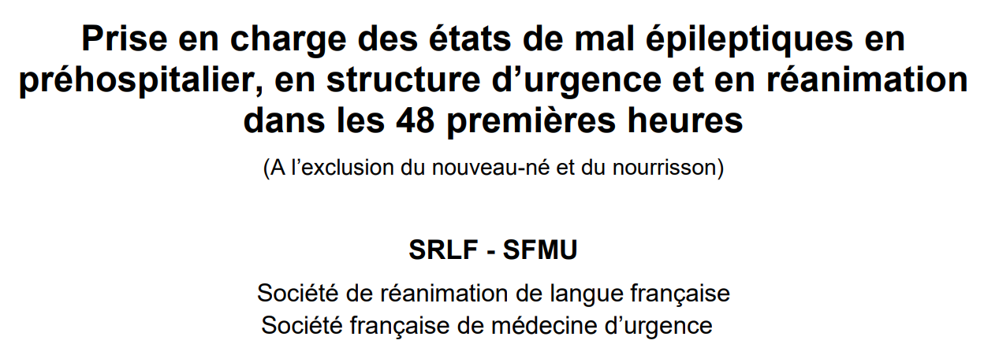 Prise en charge des états de mal épileptiques en
préhospitalier, en structure d’urgence et en réanimation
dans les 48 premières heures
(A l’exclusion du nouveau-né et du nourrisson)
SRLF - SFMU
Société de réanimation de langue française
Société française de médecine d’urgence